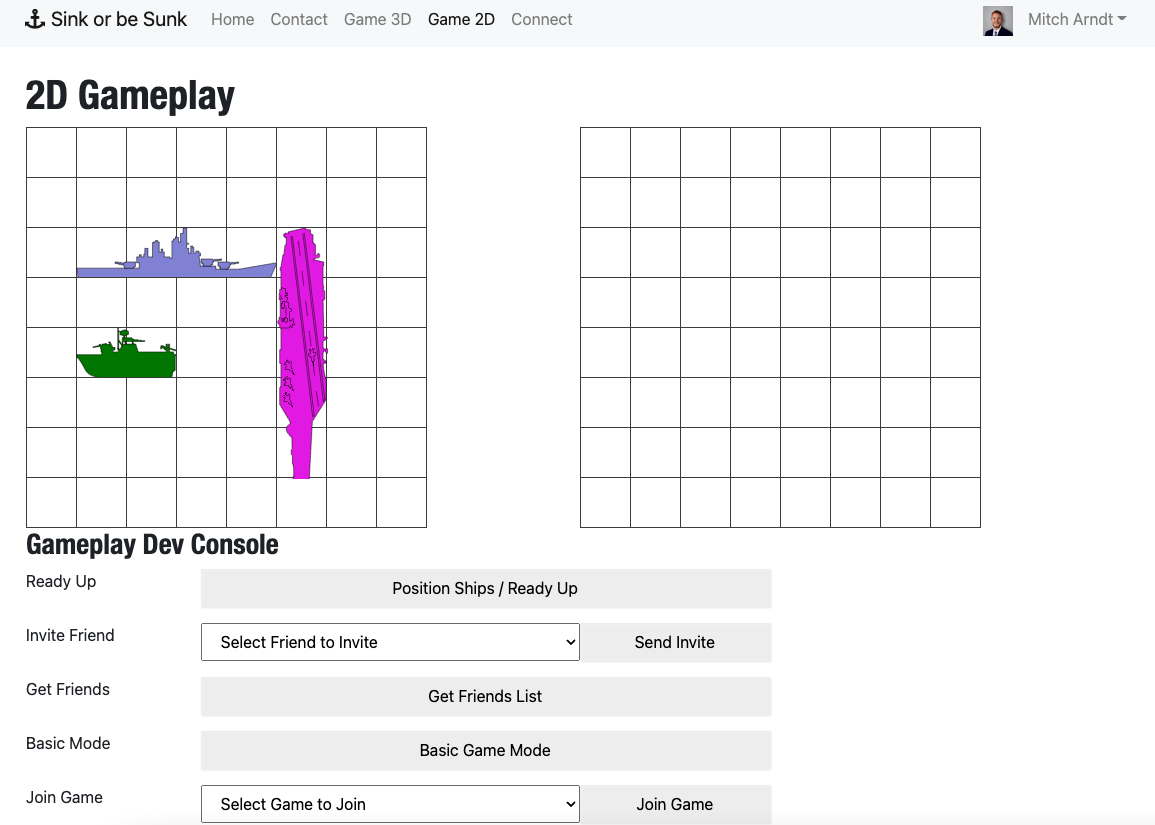 Sink or be Sunk Home Contact Game 3D Game 2D Connect Mitch Arndt
2D Gameplay
Gameplay Dev Console
Ready Up Position Ships / Ready Up
Invite Friend Select Friend to Invite Send Invite
Get Friends Get Friends List
Basic Mode Basic Game Mode
Join Game Select Game to Join Join Game